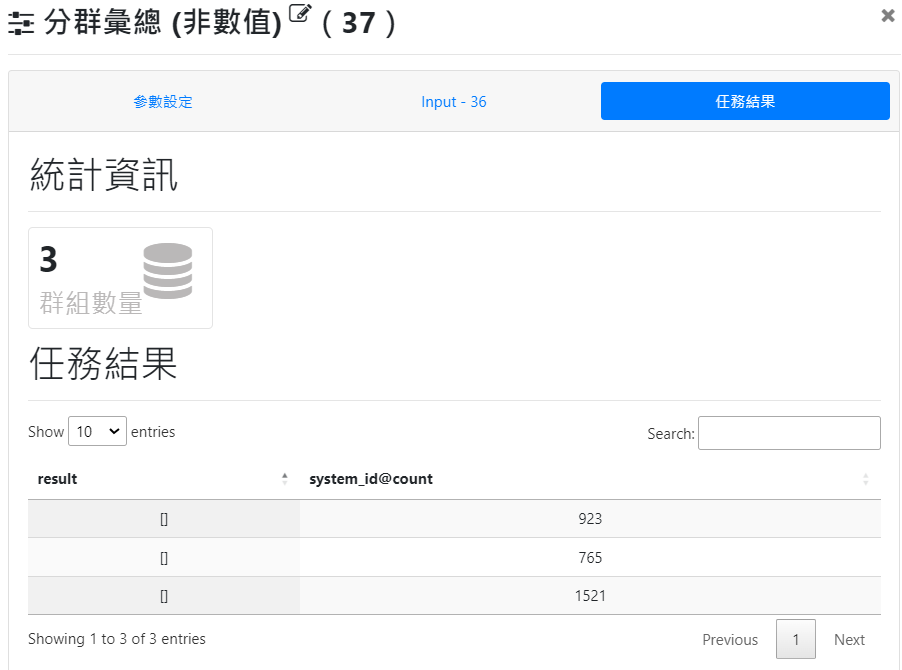 分群彙總 (非數值) ( 37 )
參數設定 Input - 36 任務結果
統計資訊
3
群組數量
任務結果
Show 10 entries Search:
result system_id@count
[] 923
[] 765
[] 1521
Showing 1 to 3 of 3 entries Previous 1 Next